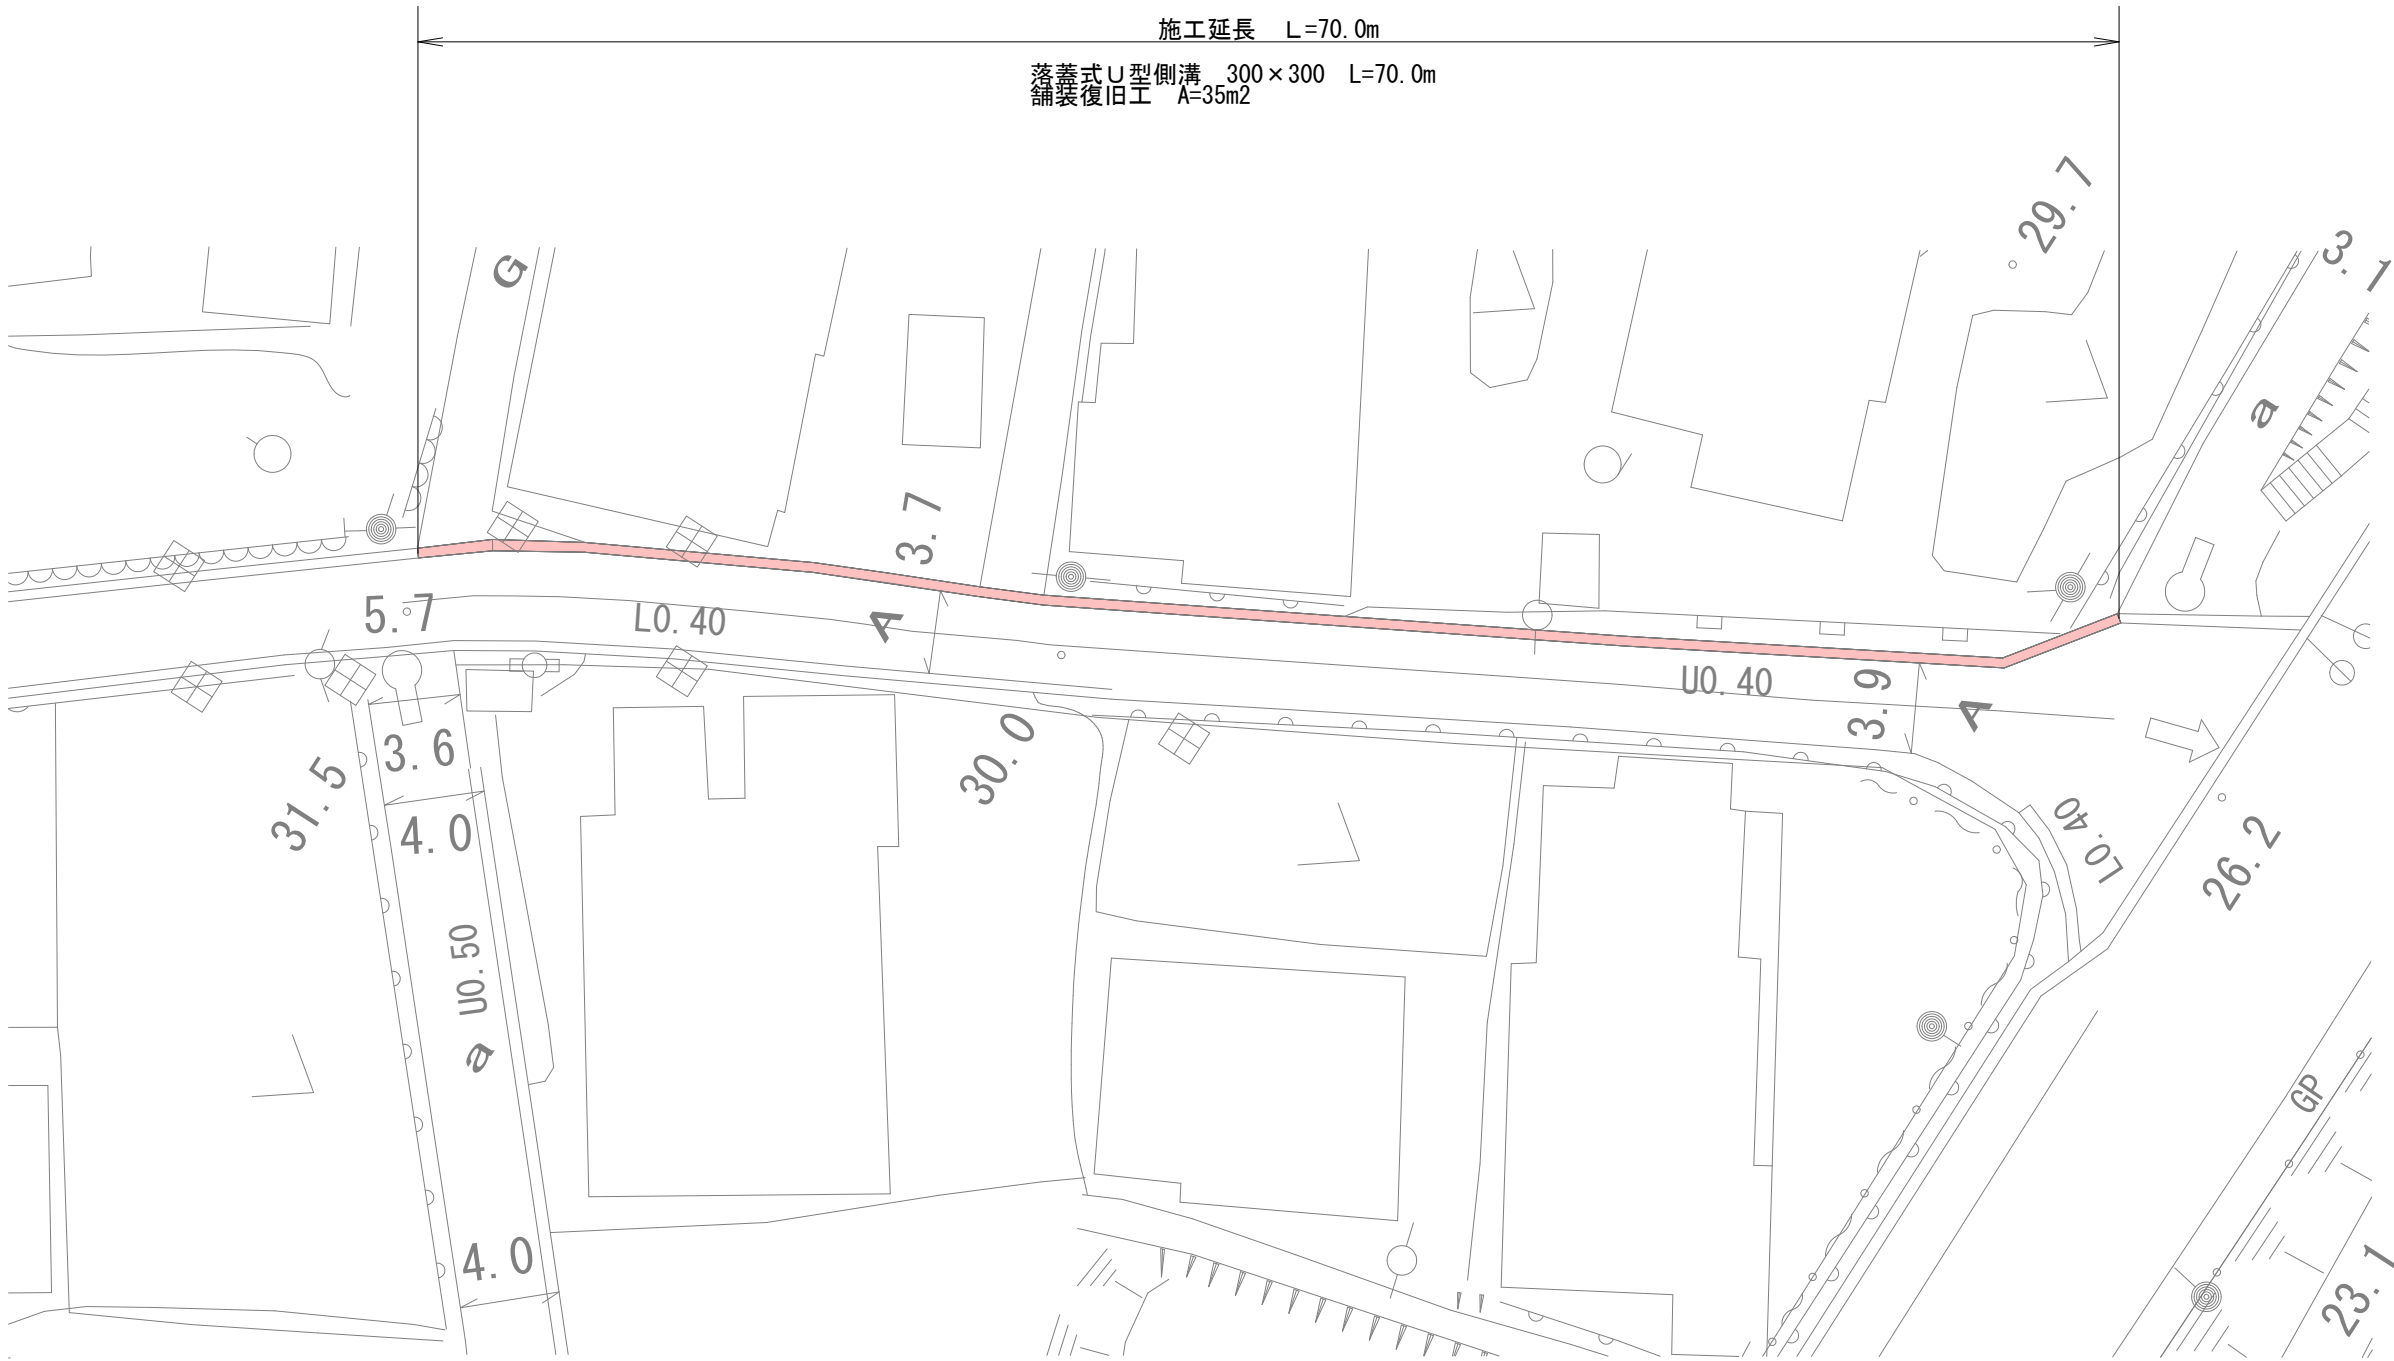 施工延長　L=70.0m
落蓋式U型側溝　300×300　L=70.0m
舗装復旧工　A=35m2
29.7
3.1
G
a
3.7
5.7
L0.40
A
U0.40
3.9
A
3.6
30.0
31.5
4.0
L0.40
26.2
U0.50
a
GP
4.0
23.1